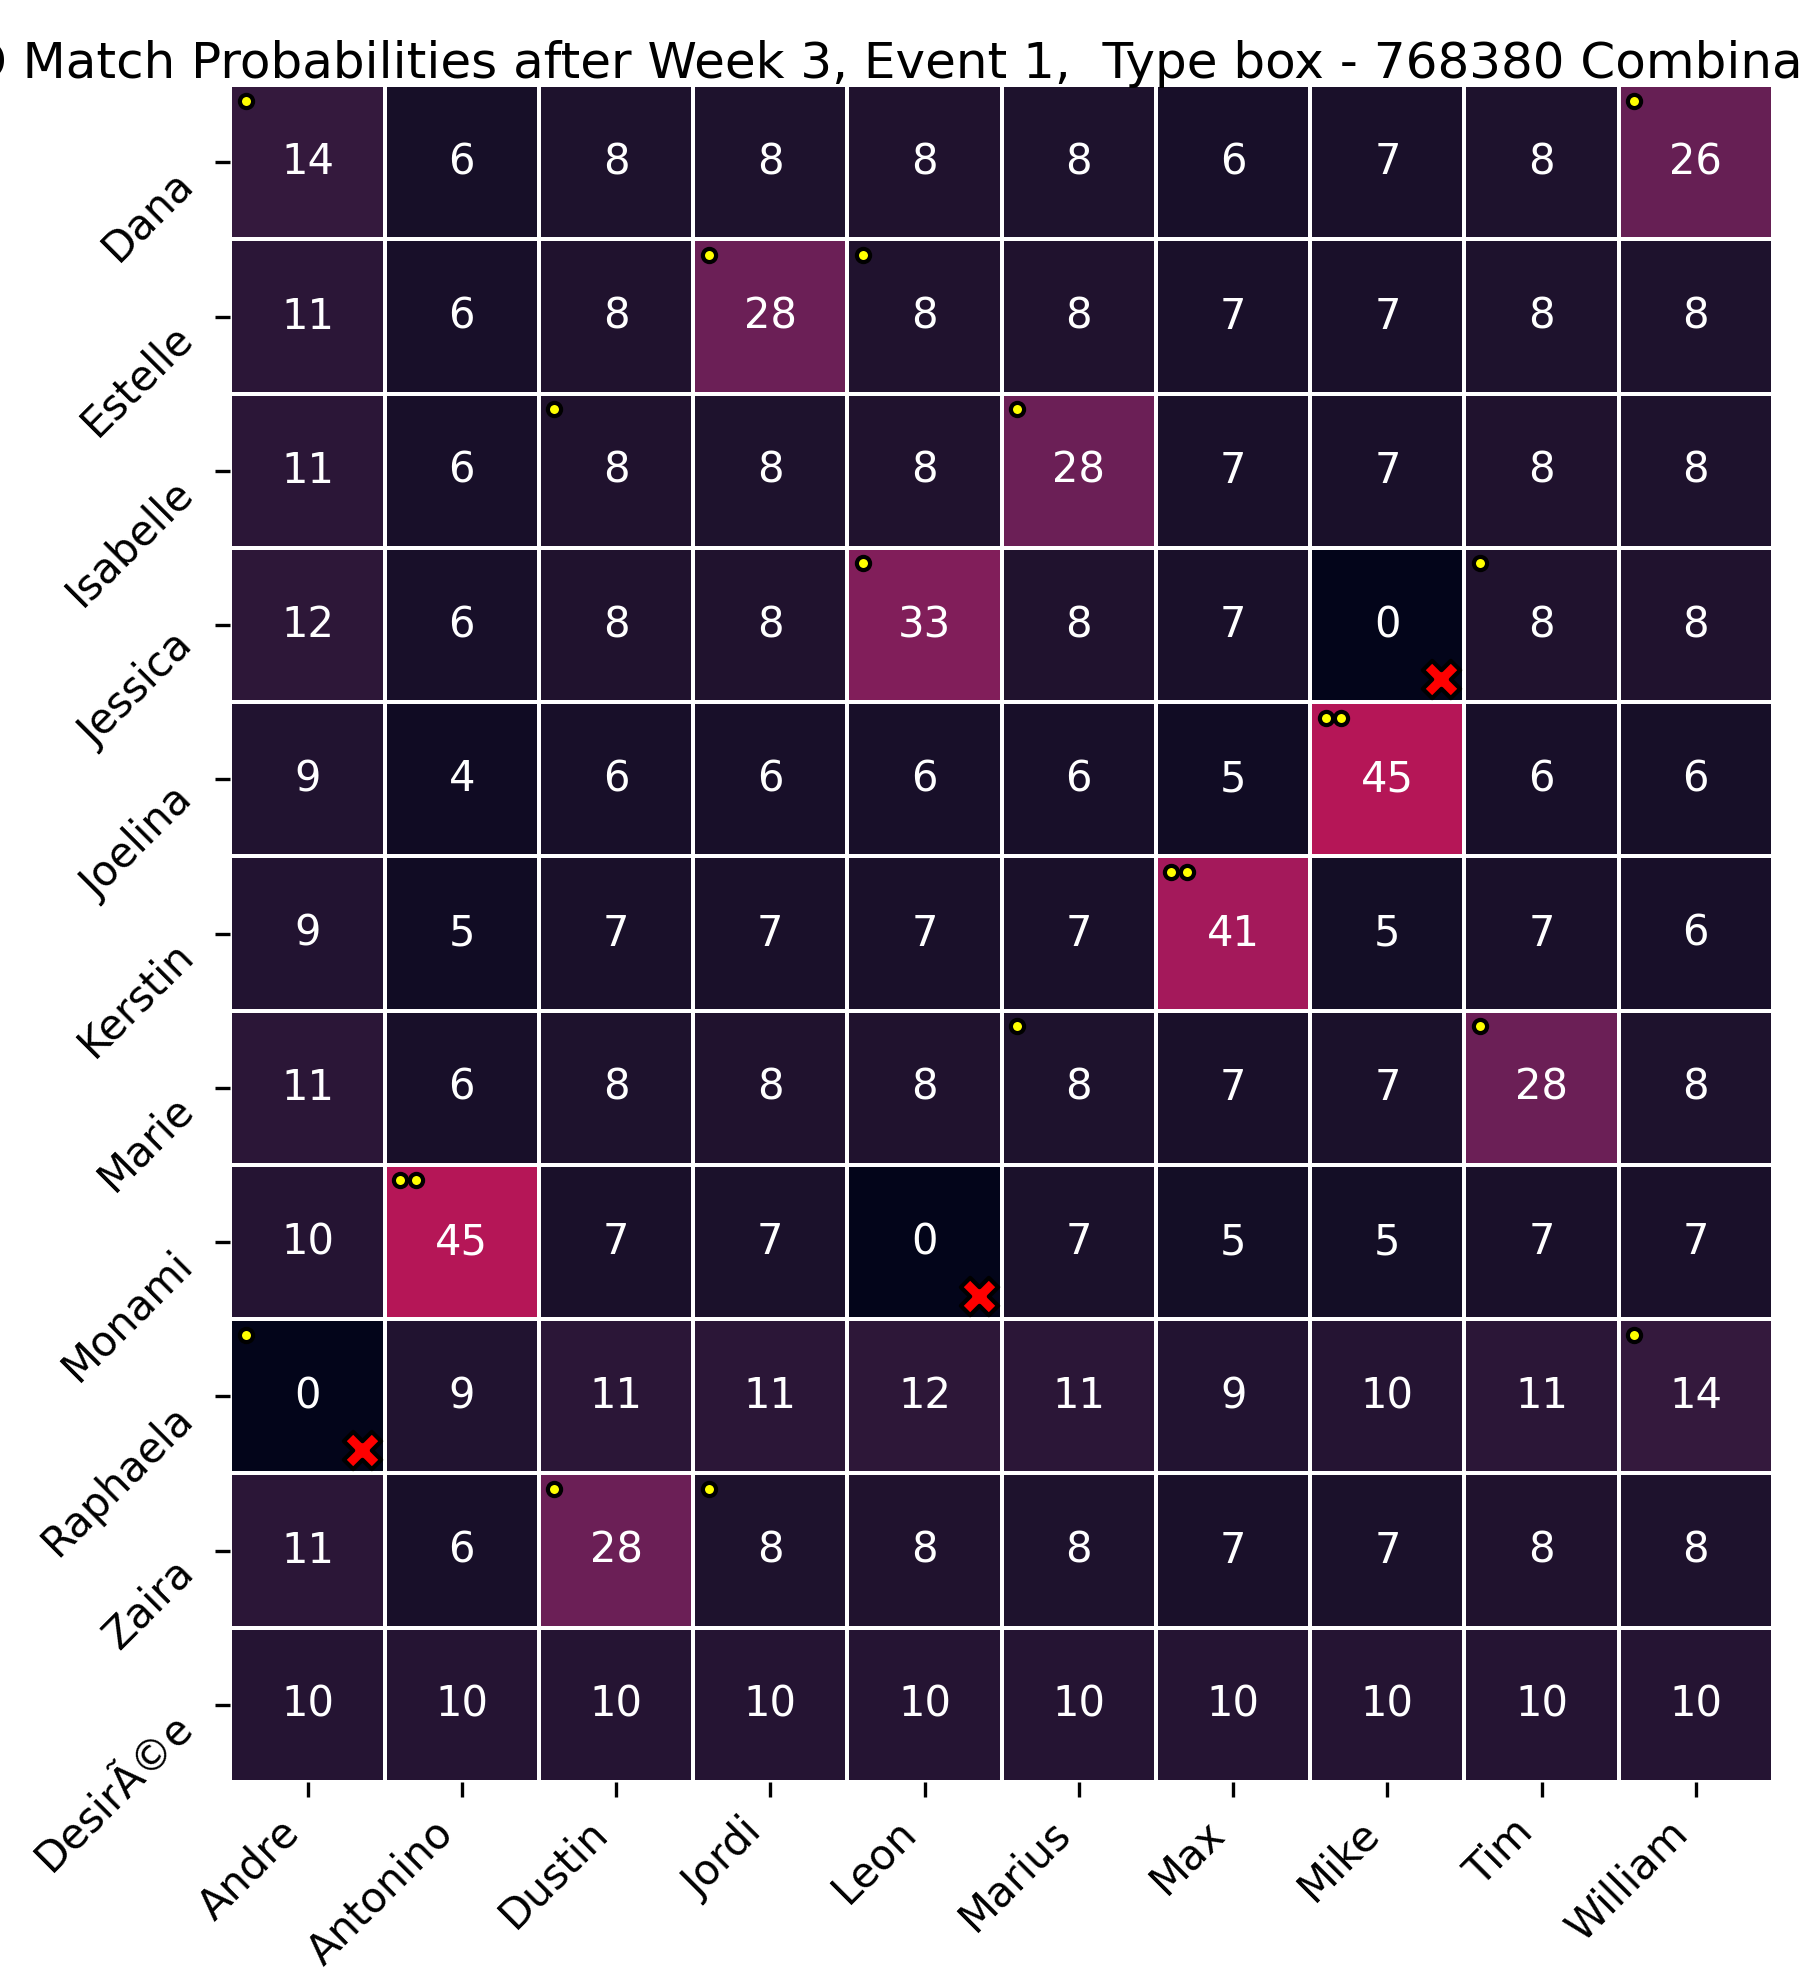 Match Probabilities after Week 3, Event 1, Type box - 768380
Dana 14 6 8 8 8 8 6 7 8 26
Estelle 11 6 8 28 8 8 7 7 8 8
Isabelle 11 6 8 8 8 28 7 7 8 8
Jessica 12 6 8 8 33 8 7 0 8 8
Joelina 9 4 6 6 6 6 5 45 6 6
Kerstin 9 5 7 7 7 7 41 5 7 6
Marie 11 6 8 8 8 8 7 7 28 8
Monami 10 45 7 7 0 7 5 5 7 7
Raphaela 0 9 11 11 12 11 9 10 11 14
Zaira 11 6 28 8 8 8 7 7 8 8
DesirÃ©e 10 10 10 10 10 10 10 10 10 10
Andre Antonino Dustin Jordi Leon Marius Max Mike Tim William